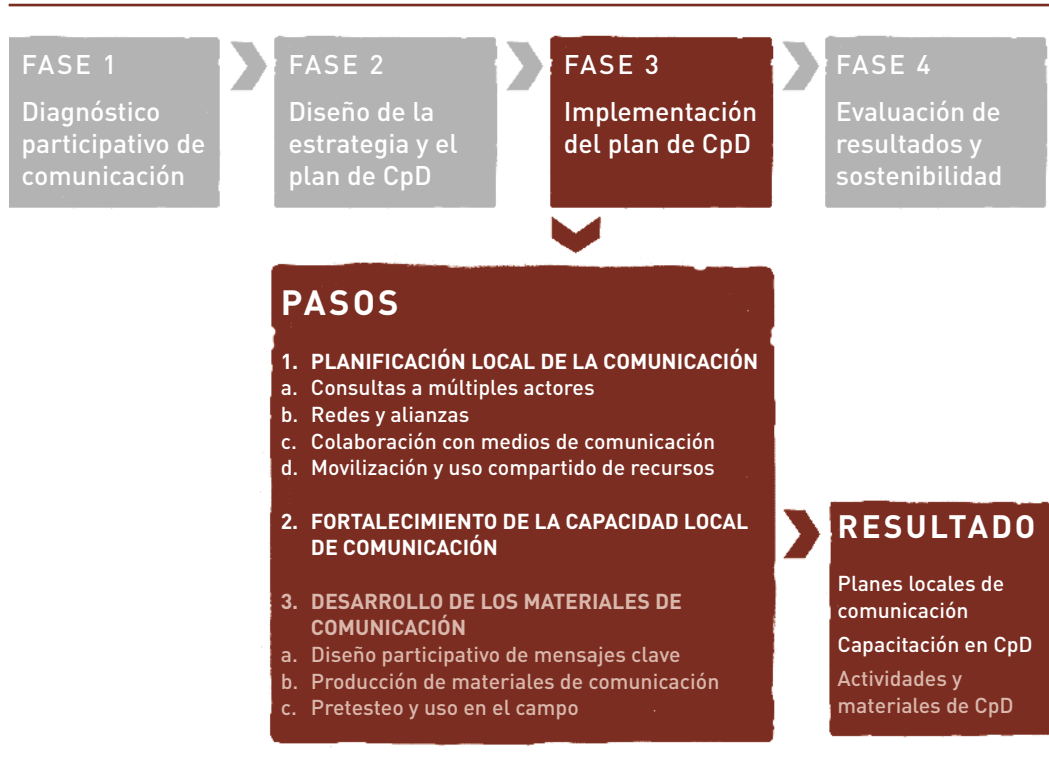 FASE 1
Diagnóstico
participativo de
comunicación
FASE 2
Diseño de la
estrategia y el
plan de CpD
FASE 3
Implementación
del plan de CpD
FASE 4
Evaluación de
resultados y
sostenibilidad
PASOS
1. PLANIFICACIÓN LOCAL DE LA COMUNICACIÓN
a. Consultas a múltiples actores
b. Redes y alianzas
c. Colaboración con medios de comunicación
d. Movilización y uso compartido de recursos
2. FORTALECIMIENTO DE LA CAPACIDAD LOCAL
DE COMUNICACIÓN
3. DESARROLLO DE LOS MATERIALES DE
COMUNICACIÓN
a. Diseño participativo de mensajes clave
b. Producción de materiales de comunicación
c. Pretesteo y uso en el campo
RESULTADO
Planes locales de
comunicación
Capacitación en CpD
Actividades y
materiales de CpD